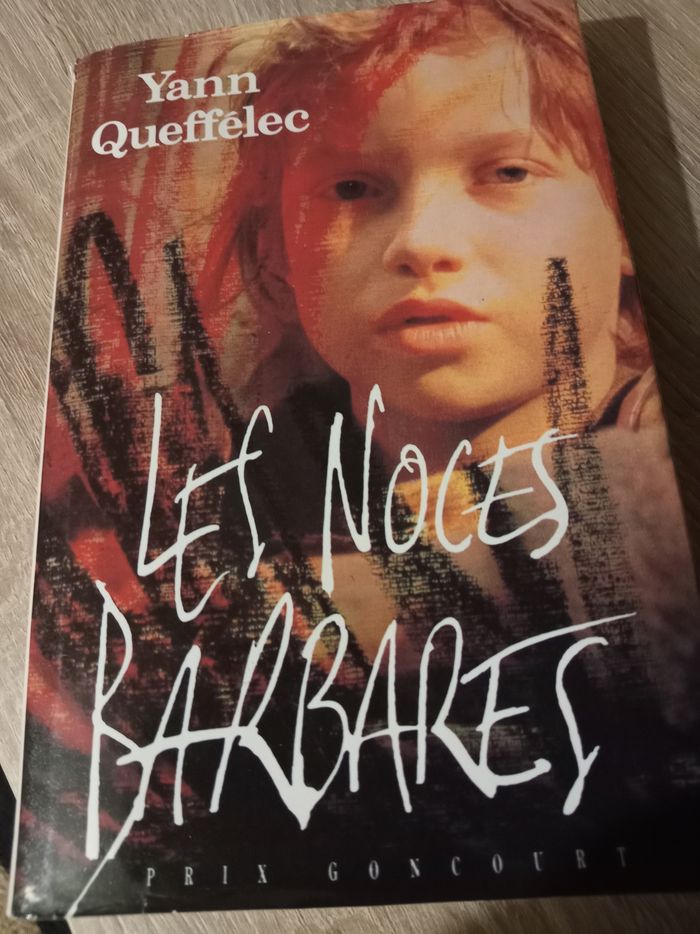 Yann
Queffélec
LES NOCES
BARBARES
PRIX GONCOURT